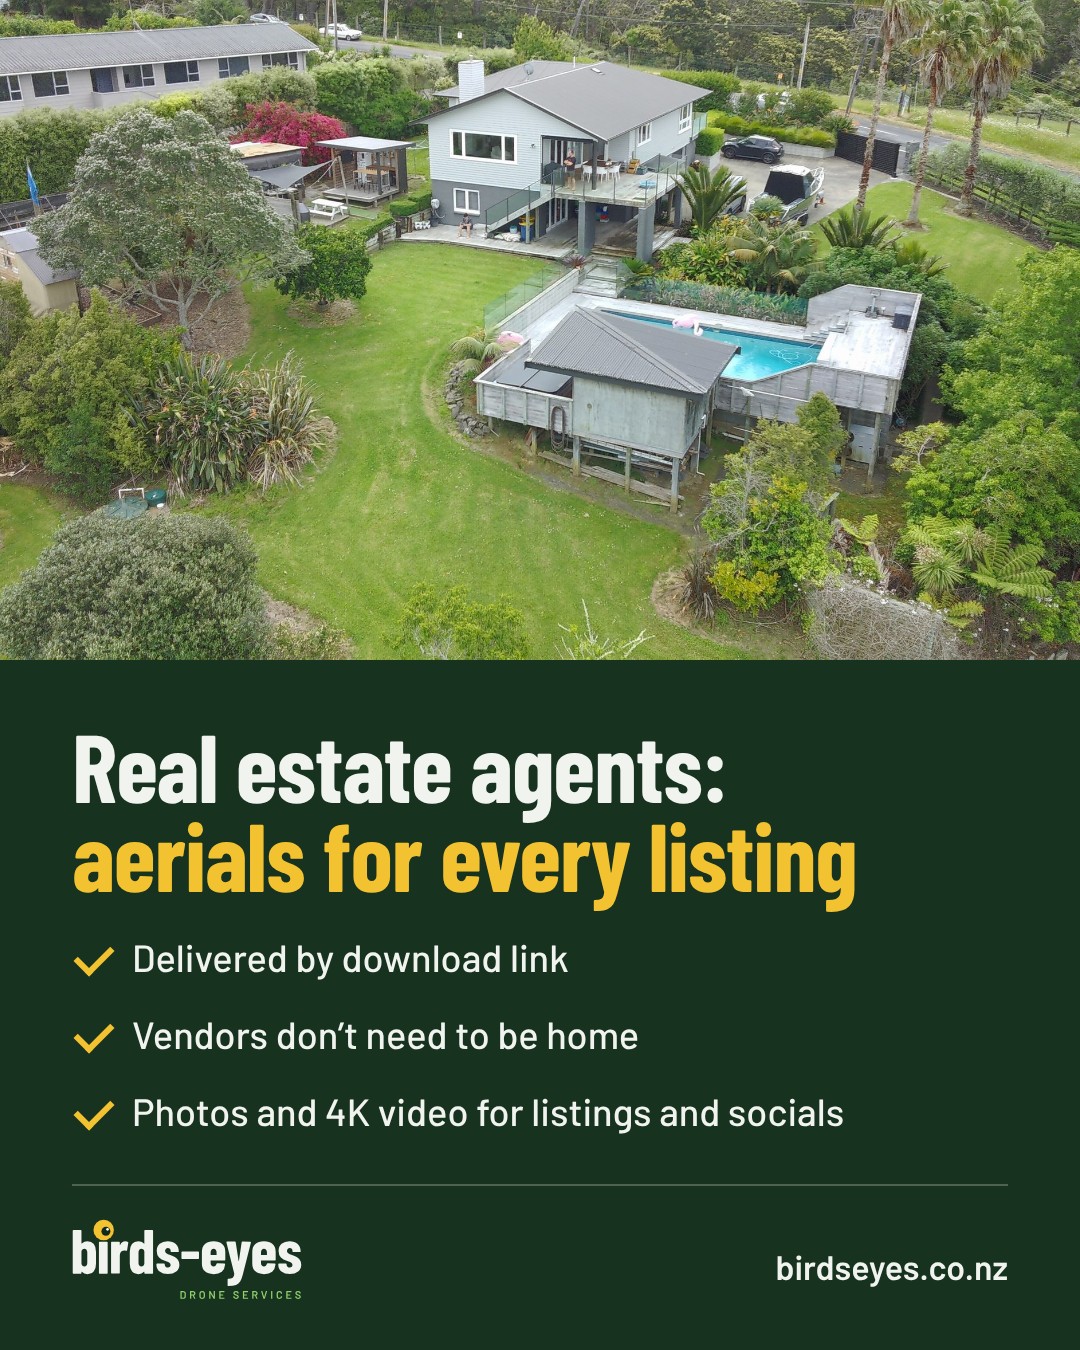 Real estate agents:
aerials for every listing
Delivered by download link
Vendors don’t need to be home
Photos and 4K video for listings and socials
birds-eyes
DRONE SERVICES
birdseyes.co.nz